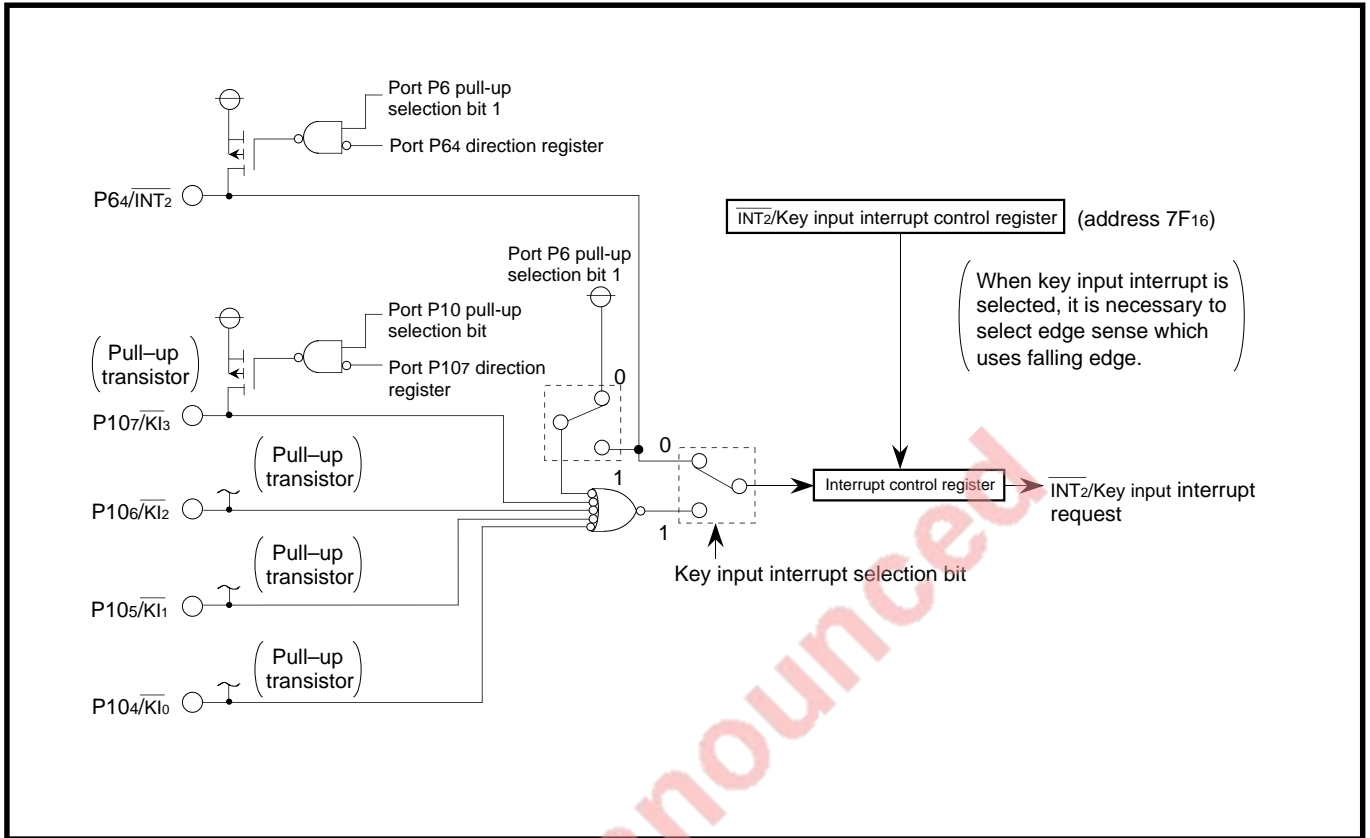 Port P6 pull-up
selection bit 1
Port P64 direction register
P64/INT2
INT2/Key input interrupt control register (address 7F16)
Port P6 pull-up
selection bit 1
When key input interrupt is
selected, it is necessary to
select edge sense which
uses falling edge.
Port P10 pull-up
selection bit
Port P107 direction
register
Pull–up
transistor
P107/KI3
0
0
1
Interrupt control register
INT2/Key input interrupt
request
1
Key input interrupt selection bit
Pull–up
transistor
P106/KI2
Pull–up
transistor
P105/KI1
Pull–up
transistor
P104/KI0
nounced